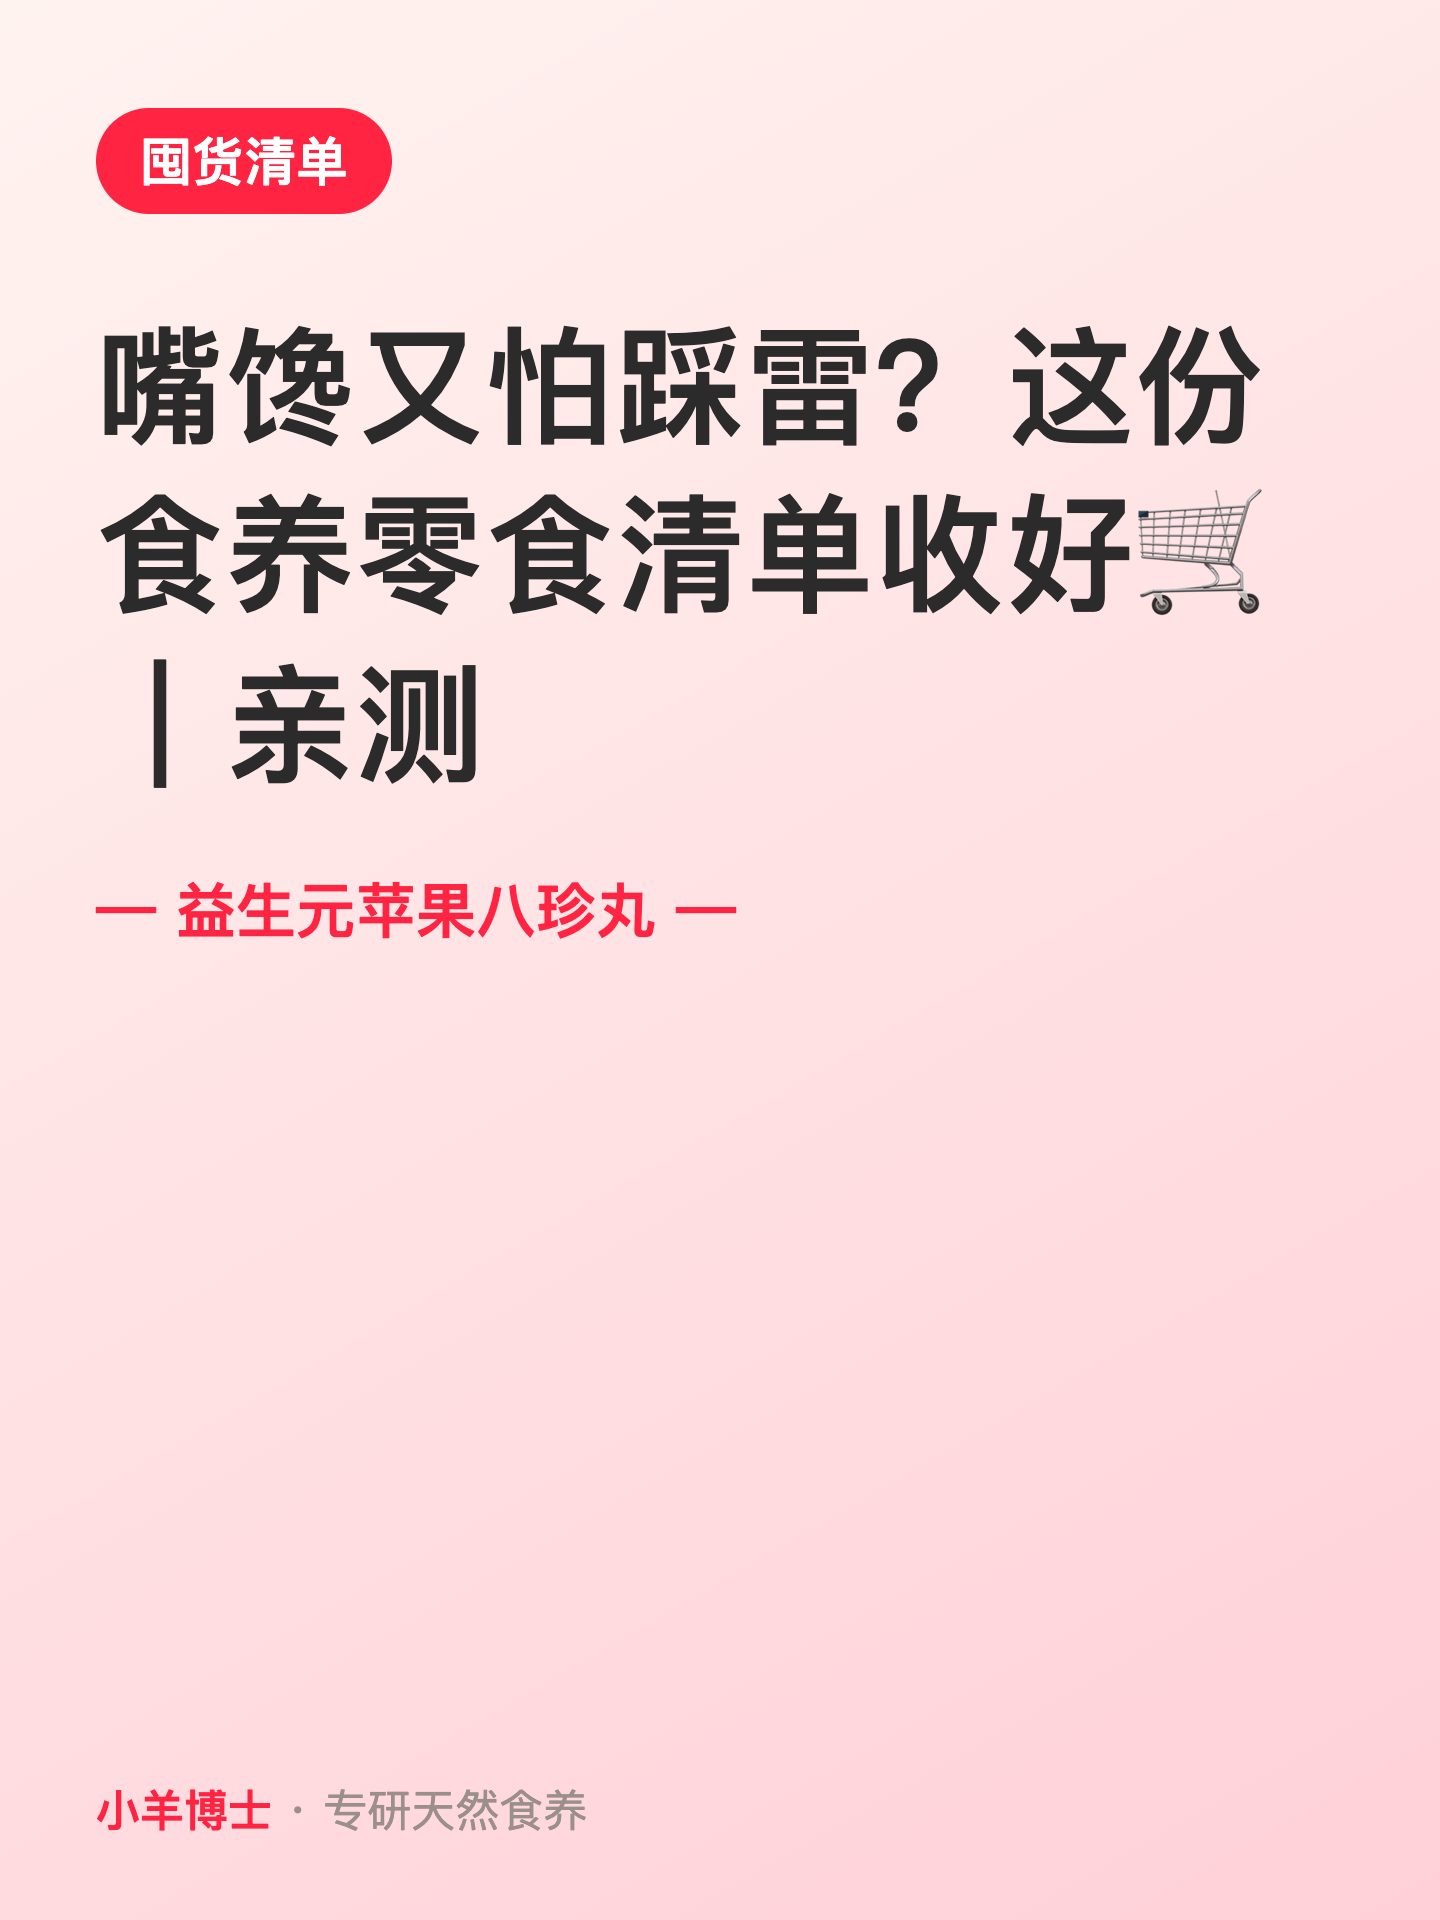 囤货清单
嘴馋又怕踩雷？这份
食养零食清单收好🛒
｜亲测
— 益生元苹果八珍丸 —
小羊博士 · 专研天然食养